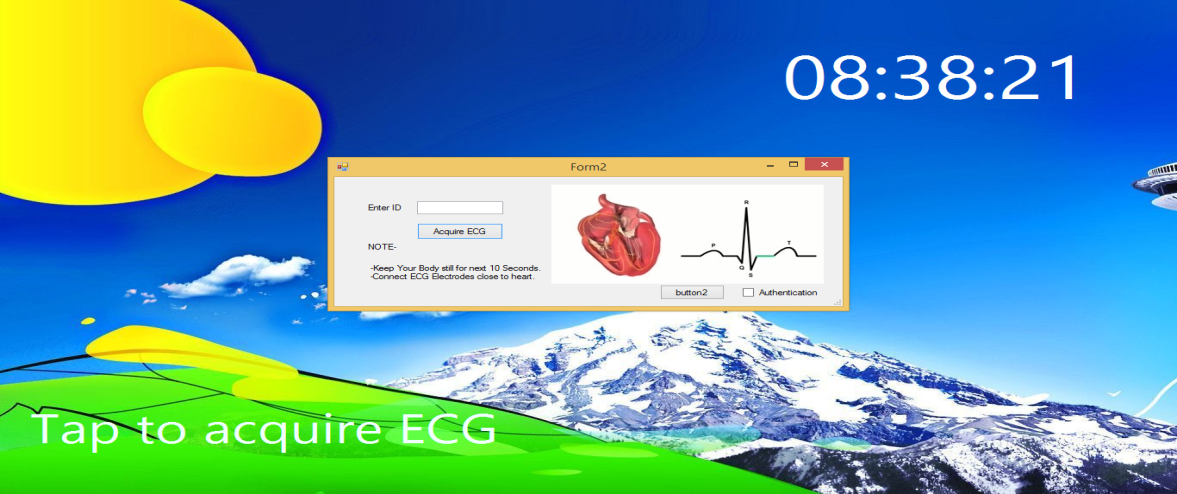 08:38:21
Form2
Enter ID
Acquire ECG
NOTE-
-Keep Your Body still for next 10 Seconds.
-Connect ECG Electrodes close to heart.
R
P
T
Q
S
button2
Authentication
Tap to acquire ECG